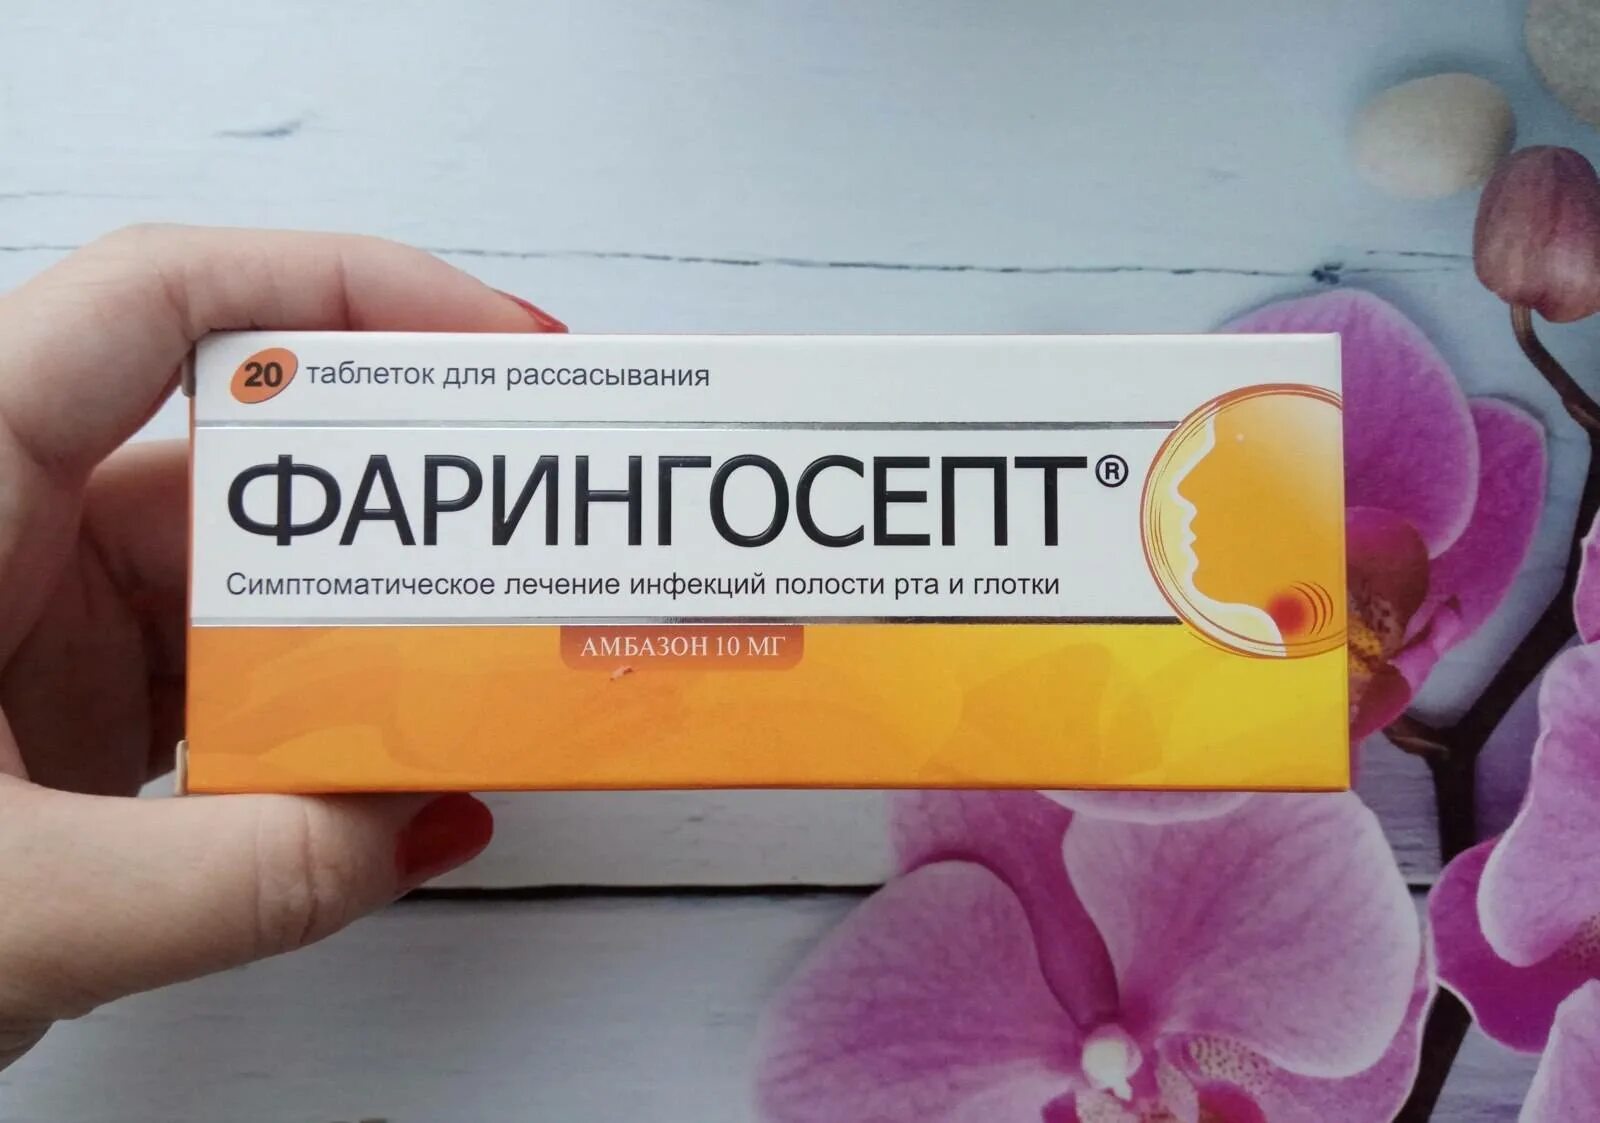 20 таблеток для рассасывания
ФАРИНГОСЕПТ®
Симптоматическое лечение инфекций полости рта и глотки
АМБАЗОН 10 МГ